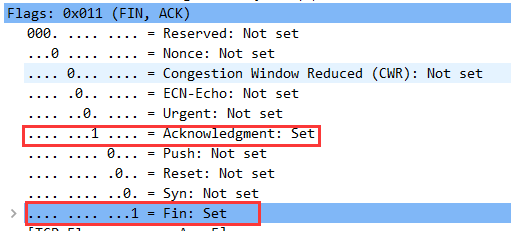 Flags: 0x011 (FIN, ACK)
000. .... .... = Reserved: Not set
...0 .... .... = Nonce: Not set
.... 0... .... = Congestion Window Reduced (CWR): Not set
.... .0.. .... = ECN-Echo: Not set
.... ..0. .... = Urgent: Not set
.... ...1 .... = Acknowledgment: Set
.... .... 0... = Push: Not set
.... .... .0.. = Reset: Not set
.... .... ..0. = Syn: Not set
.... .... ...1 = Fin: Set